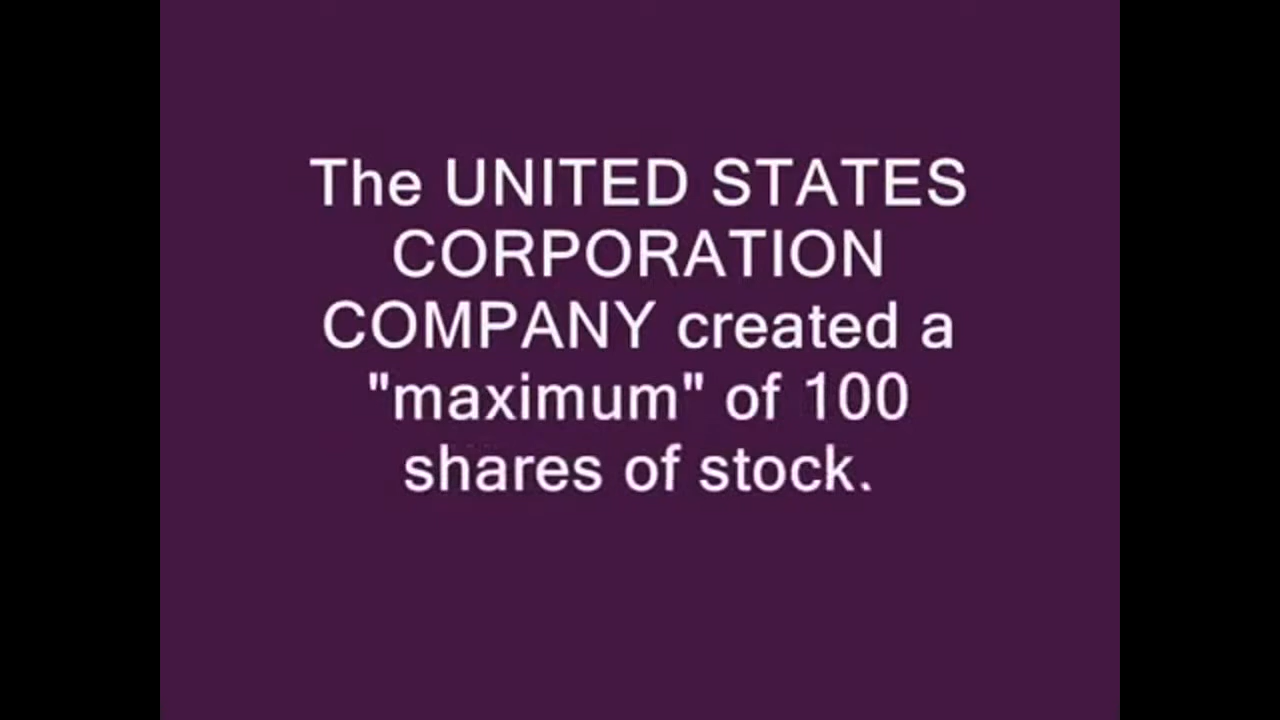 The UNITED STATES
CORPORATION
COMPANY created a
"maximum" of 100
shares of stock.